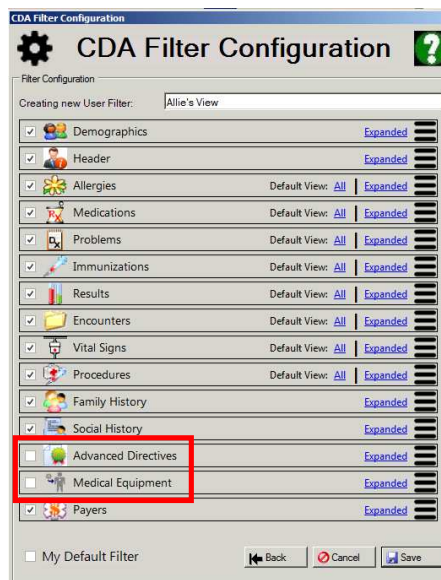 CDA Filter Configuration
CDA Filter Configuration ?
Filter Configuration
Creating new User Filter: Allie's View
Demographics Expanded
Header Expanded
Allergies Default View: All Expanded
Medications Default View: All Expanded
Problems Default View: All Expanded
Immunizations Default View: All Expanded
Results Default View: All Expanded
Encounters Default View: All Expanded
Vital Signs Default View: All Expanded
Procedures Default View: All Expanded
Family History Expanded
Social History Expanded
Advanced Directives Expanded
Medical Equipment Expanded
Payers Expanded
My Default Filter Back Cancel Save